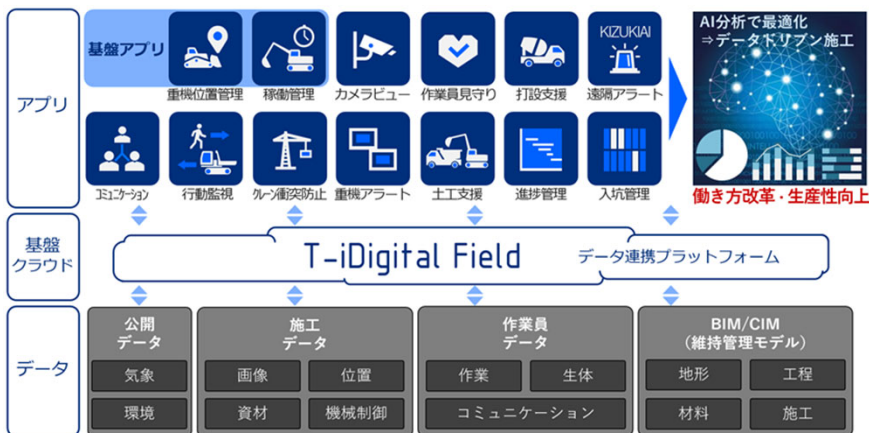 アプリ
基盤アプリ
重機位置管理
稼働管理
カメラビュー
作業員見守り
打設支援
KIZUKIAI
遠隔アラート
コミュニケーション
行動監視
クレーン衝突防止
重機アラート
土工支援
進捗管理
入坑管理
AI分析で最適化
⇒データドリブン施工
働き方改革・生産性向上
基盤
クラウド
T-iDigital Field
データ連携プラットフォーム
データ
公開
データ
気象
環境
施工
データ
画像
位置
資材
機械制御
作業員
データ
作業
生体
コミュニケーション
BIM/CIM
(維持管理モデル)
地形
工程
材料
施工